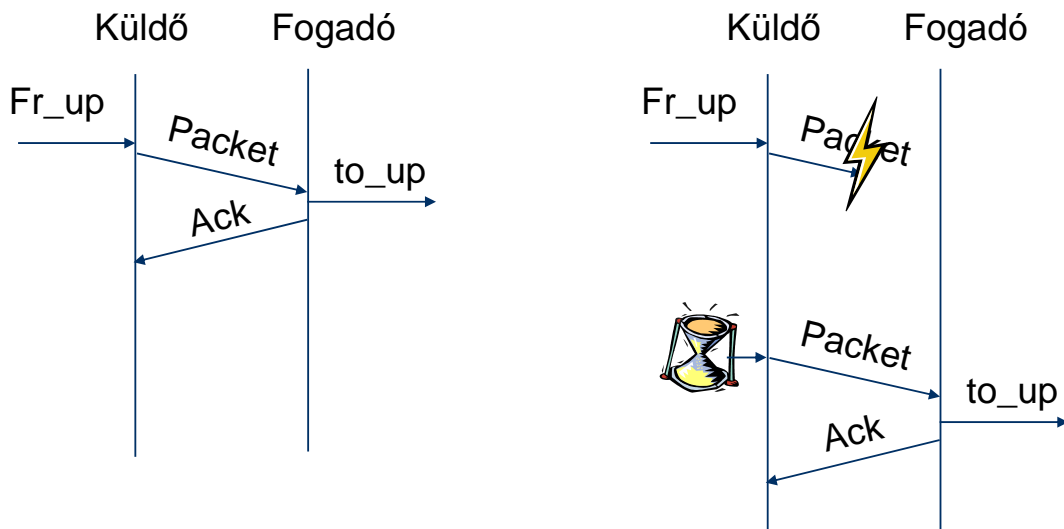 Küldő Fogadó
Fr_up
Packet
to_up
Ack
Küldő Fogadó
Fr_up
Packet
Packet
to_up
Ack